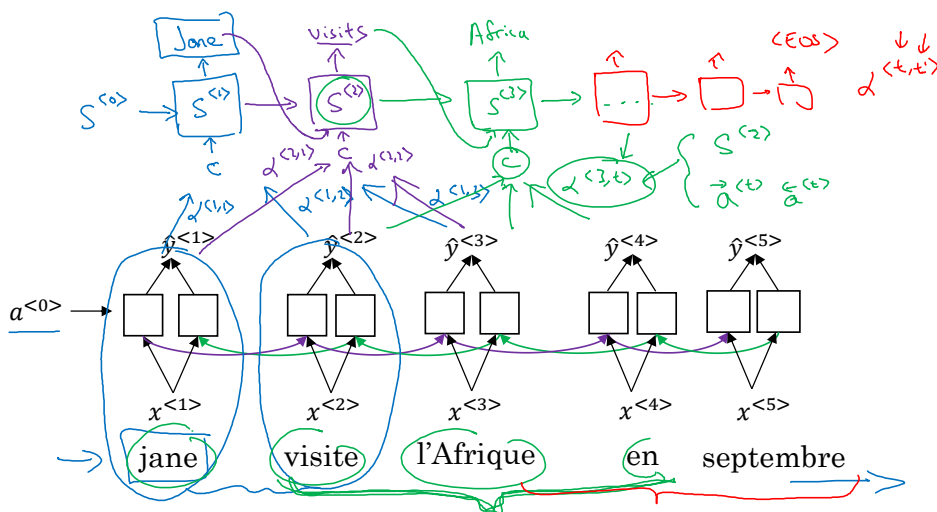 Jane visits Africa <EOS> α^<t,t'>
S^<0> S^<1> S^<2> S^<3> .... S^<2>
α^<2,1> c α^<2,2> c α^<3,t>
c α^<1,1> α^<1,2> α^<1,3> a→^<t> a←^<t>
ŷ^<1> ŷ^<2> ŷ^<3> ŷ^<4> ŷ^<5>
a^<0>
x^<1> x^<2> x^<3> x^<4> x^<5>
jane visite l'Afrique en septembre